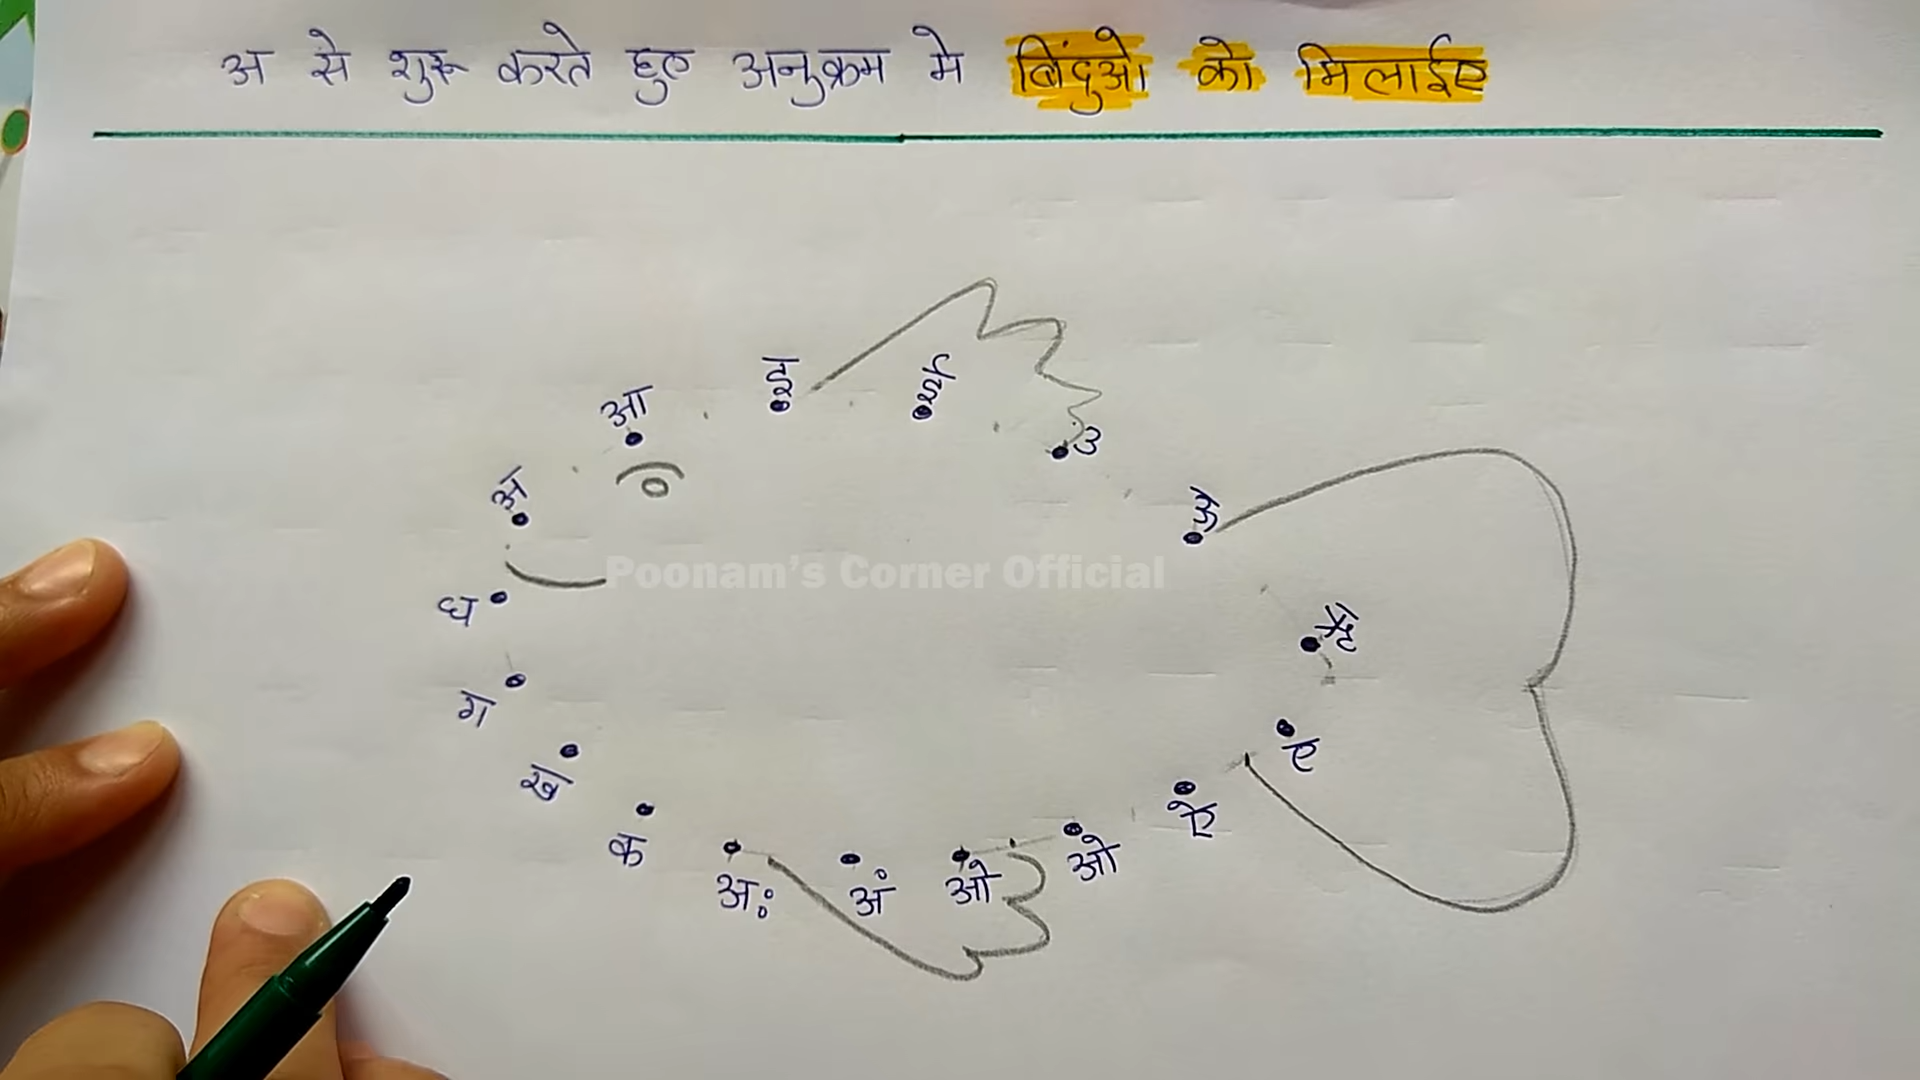 अ से शुरू करते हुए अनुक्रम मे बिंदुओ को मिलाईए
अ
आ
इ
ई
उ
ऊ
ऋ
ए
ऐ
ओ
ओ
अं
अः
क
ख
ग
घ
Poonam's Corner Official